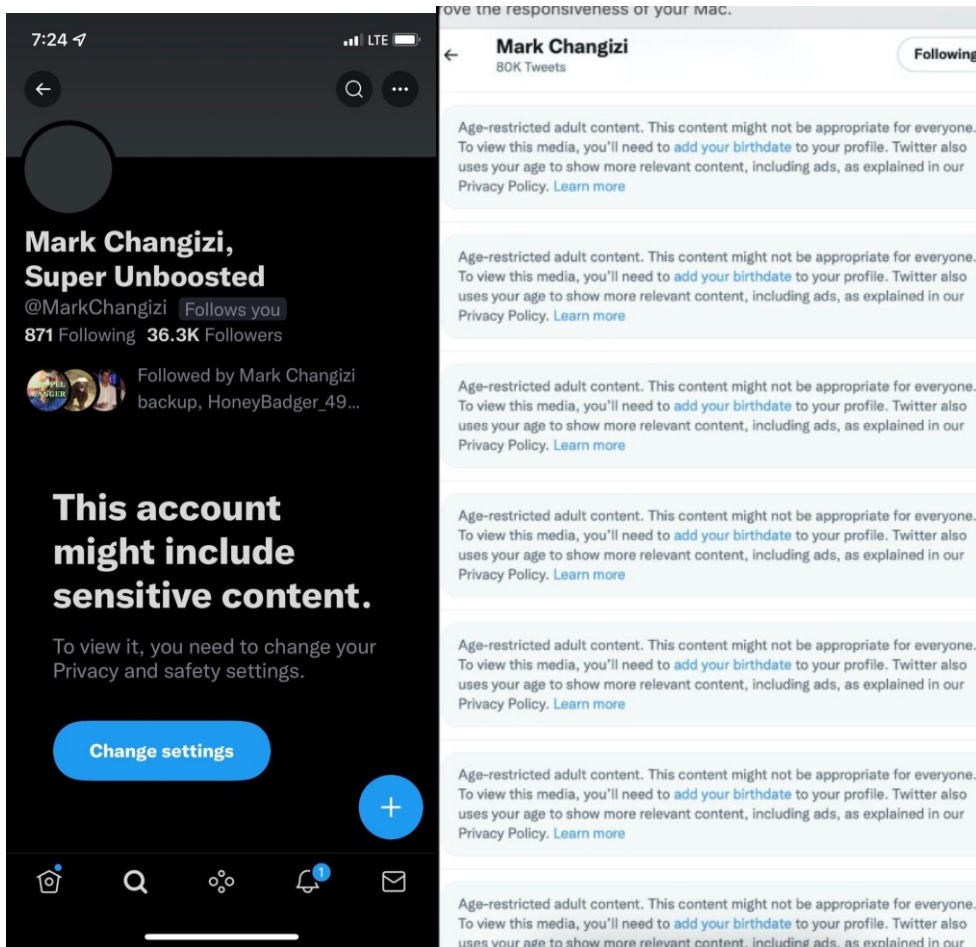 7:24
LTE
Mark Changizi,
Super Unboosted
@MarkChangizi Follows you
871 Following 36.3K Followers
Followed by Mark Changizi
backup, HoneyBadger_49...
This account
might include
sensitive content.
To view it, you need to change your
Privacy and safety settings.
Change settings
1
ove the responsiveness of your Mac.
Mark Changizi
80K Tweets
Following
Age-restricted adult content. This content might not be appropriate for everyone.
To view this media, you'll need to add your birthdate to your profile. Twitter also
uses your age to show more relevant content, including ads, as explained in our
Privacy Policy. Learn more
Age-restricted adult content. This content might not be appropriate for everyone.
To view this media, you'll need to add your birthdate to your profile. Twitter also
uses your age to show more relevant content, including ads, as explained in our
Privacy Policy. Learn more
Age-restricted adult content. This content might not be appropriate for everyone.
To view this media, you'll need to add your birthdate to your profile. Twitter also
uses your age to show more relevant content, including ads, as explained in our
Privacy Policy. Learn more
Age-restricted adult content. This content might not be appropriate for everyone.
To view this media, you'll need to add your birthdate to your profile. Twitter also
uses your age to show more relevant content, including ads, as explained in our
Privacy Policy. Learn more
Age-restricted adult content. This content might not be appropriate for everyone.
To view this media, you'll need to add your birthdate to your profile. Twitter also
uses your age to show more relevant content, including ads, as explained in our
Privacy Policy. Learn more
Age-restricted adult content. This content might not be appropriate for everyone.
To view this media, you'll need to add your birthdate to your profile. Twitter also
uses your age to show more relevant content, including ads, as explained in our
Privacy Policy. Learn more
Age-restricted adult content. This content might not be appropriate for everyone.
To view this media, you'll need to add your birthdate to your profile. Twitter also
uses your age to show more relevant content, including ads, as explained in our